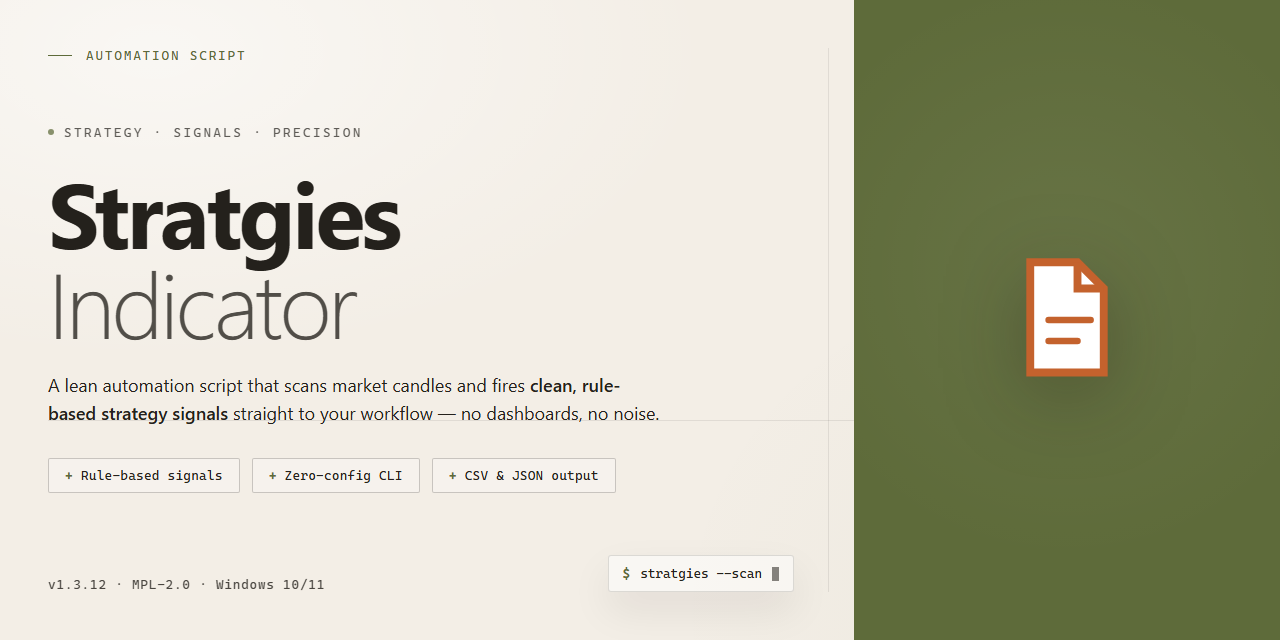 AUTOMATION SCRIPT
STRATEGY · SIGNALS · PRECISION
Stratgies
Indicator
A lean automation script that scans market candles and fires clean, rule-
based strategy signals straight to your workflow — no dashboards, no noise.
+ Rule-based signals
+ Zero-config CLI
+ CSV & JSON output
v1.3.12 · MPL-2.0 · Windows 10/11
$ stratgies --scan